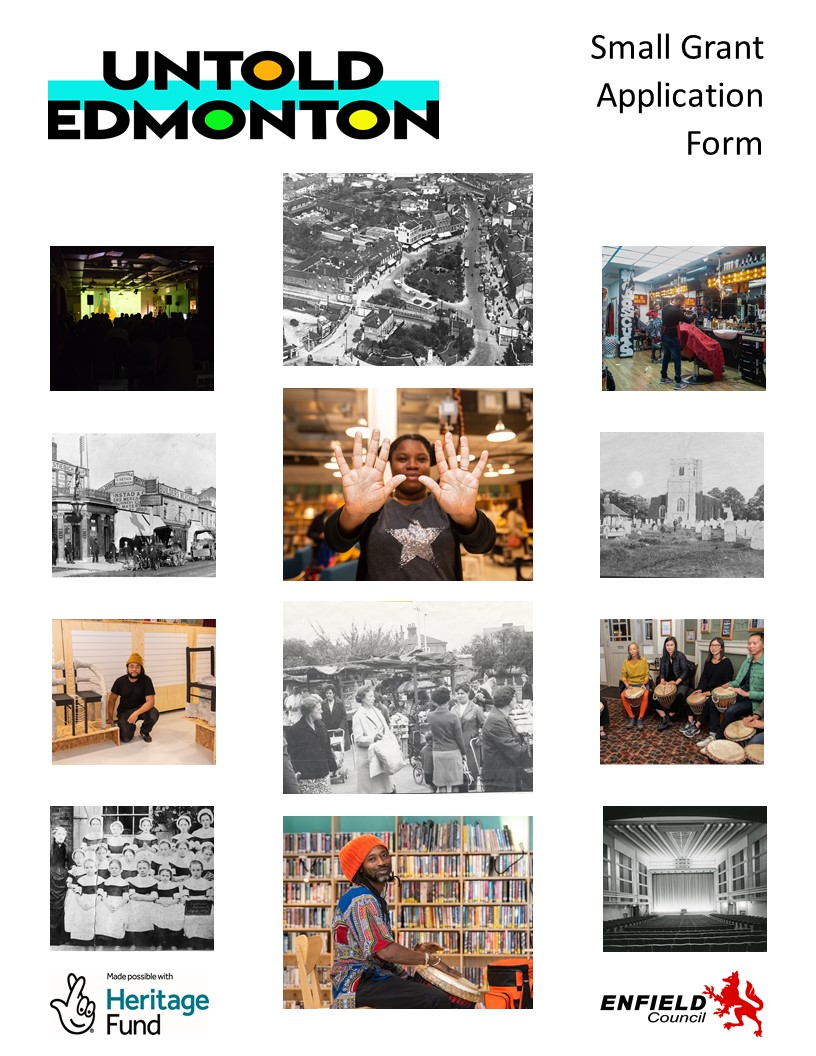 UNTOLD
EDMONTON
Small Grant
Application
Form
Made possible with
Heritage
Fund
ENFIELD
Council